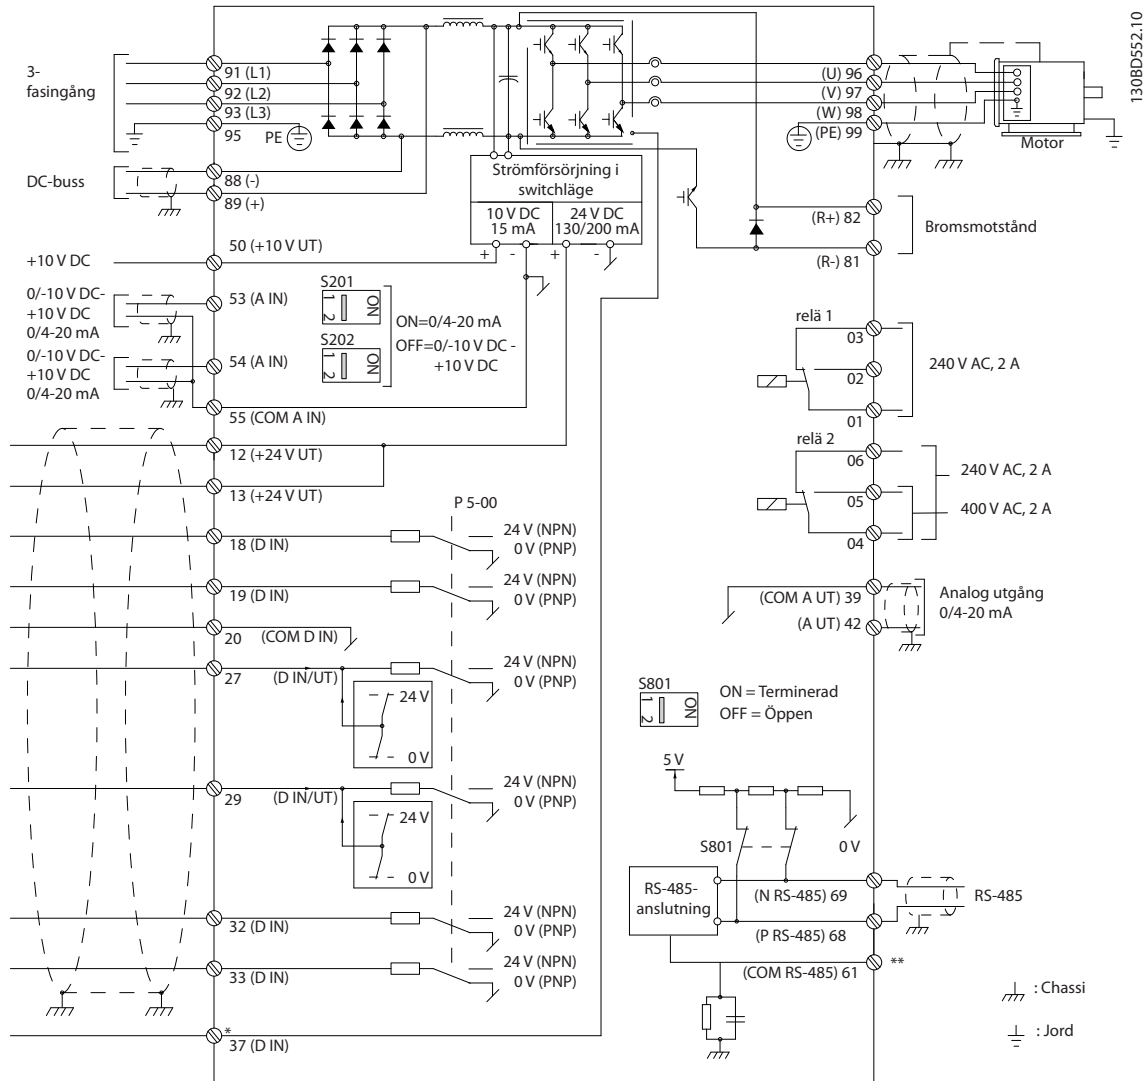 130BD552.10
3-
fasingång
91 (L1)
92 (L2)
93 (L3)
95
PE
DC-buss
88 (-)
89 (+)
+10 V DC
50 (+10 V UT)
0/-10 V DC-
+10 V DC
0/4-20 mA
53 (A IN)
0/-10 V DC-
+10 V DC
0/4-20 mA
54 (A IN)
55 (COM A IN)
12 (+24 V UT)
13 (+24 V UT)
18 (D IN)
19 (D IN)
20
(COM D IN)
27
(D IN/UT)
24 V
0 V
29
(D IN/UT)
24 V
0 V
32 (D IN)
33 (D IN)
*
37 (D IN)
Strömförsörjning i
switchläge
10 V DC
15 mA
24 V DC
130/200 mA
+ - + -
S201
1 2
ON
S202
1 2
ON
ON=0/4-20 mA
OFF=0/-10 V DC -
+10 V DC
P 5-00
24 V (NPN)
0 V (PNP)
24 V (NPN)
0 V (PNP)
24 V (NPN)
0 V (PNP)
24 V (NPN)
0 V (PNP)
24 V (NPN)
0 V (PNP)
24 V (NPN)
0 V (PNP)
(U) 96
(V) 97
(W) 98
(PE) 99
Motor
(R+) 82
(R-) 81
Bromsmotstånd
relä 1
03
02
01
240 V AC, 2 A
relä 2
06
05
04
240 V AC, 2 A
400 V AC, 2 A
(COM A UT) 39
(A UT) 42
Analog utgång
0/4-20 mA
S801
1 2
ON
ON = Terminerad
OFF = Öppen
5 V
S801
0 V
RS-485-
anslutning
(N RS-485) 69
(P RS-485) 68
(COM RS-485) 61
**
RS-485
: Chassi
: Jord